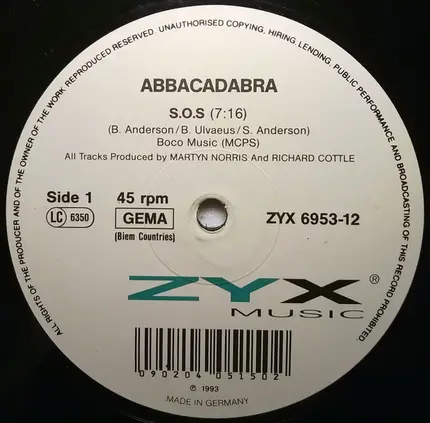 ALL RIGHTS OF THE PRODUCER AND OF THE OWNER OF THE WORK REPRODUCED RESERVED. UNAUTHORISED COPYING, HIRING, LENDING, PUBLIC PERFORMANCE AND BROADCASTING OF THIS RECORD PROHIBITED
ABBACADABRA
S.O.S (7:16)
(B. Anderson/B. Ulvaeus/S. Anderson)
Boco Music (MCPS)
All Tracks Produced by MARTYN NORRIS And RICHARD COTTLE
Side 1 45 rpm
LC 6350 GEMA ZYX 6953-12
(Biem Countries)
ZYX ®
MUSIC
090204 051502
℗ 1993
MADE IN GERMANY